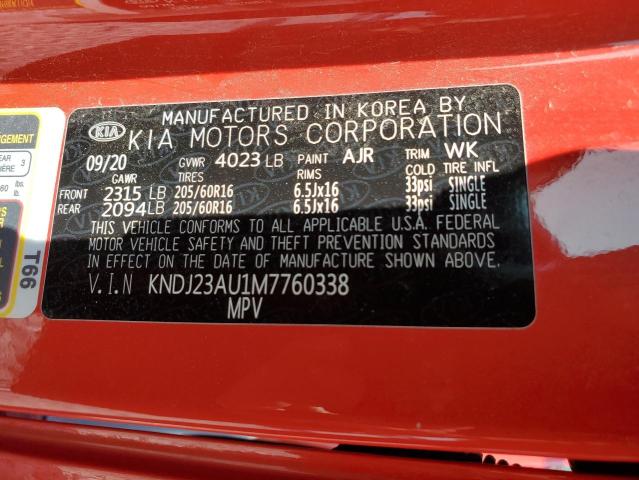 MANUFACTURED IN KOREA BY
KIA KIA MOTORS CORPORATION
09/20 GVWR 4023 LB PAINT AJR TRIM WK
GAWR TIRES RIMS COLD TIRE INFL
FRONT 2315 LB 205/60R16 6.5Jx16 33psi SINGLE
REAR 2094 LB 205/60R16 6.5Jx16 33psi SINGLE
THIS VEHICLE CONFORMS TO ALL APPLICABLE U.S.A. FEDERAL
MOTOR VEHICLE SAFETY AND THEFT PREVENTION STANDARDS
IN EFFECT ON THE DATE OF MANUFACTURE SHOWN ABOVE.
V.I.N KNDJ23AU1M7760338
MPV
3
lbs.
T66